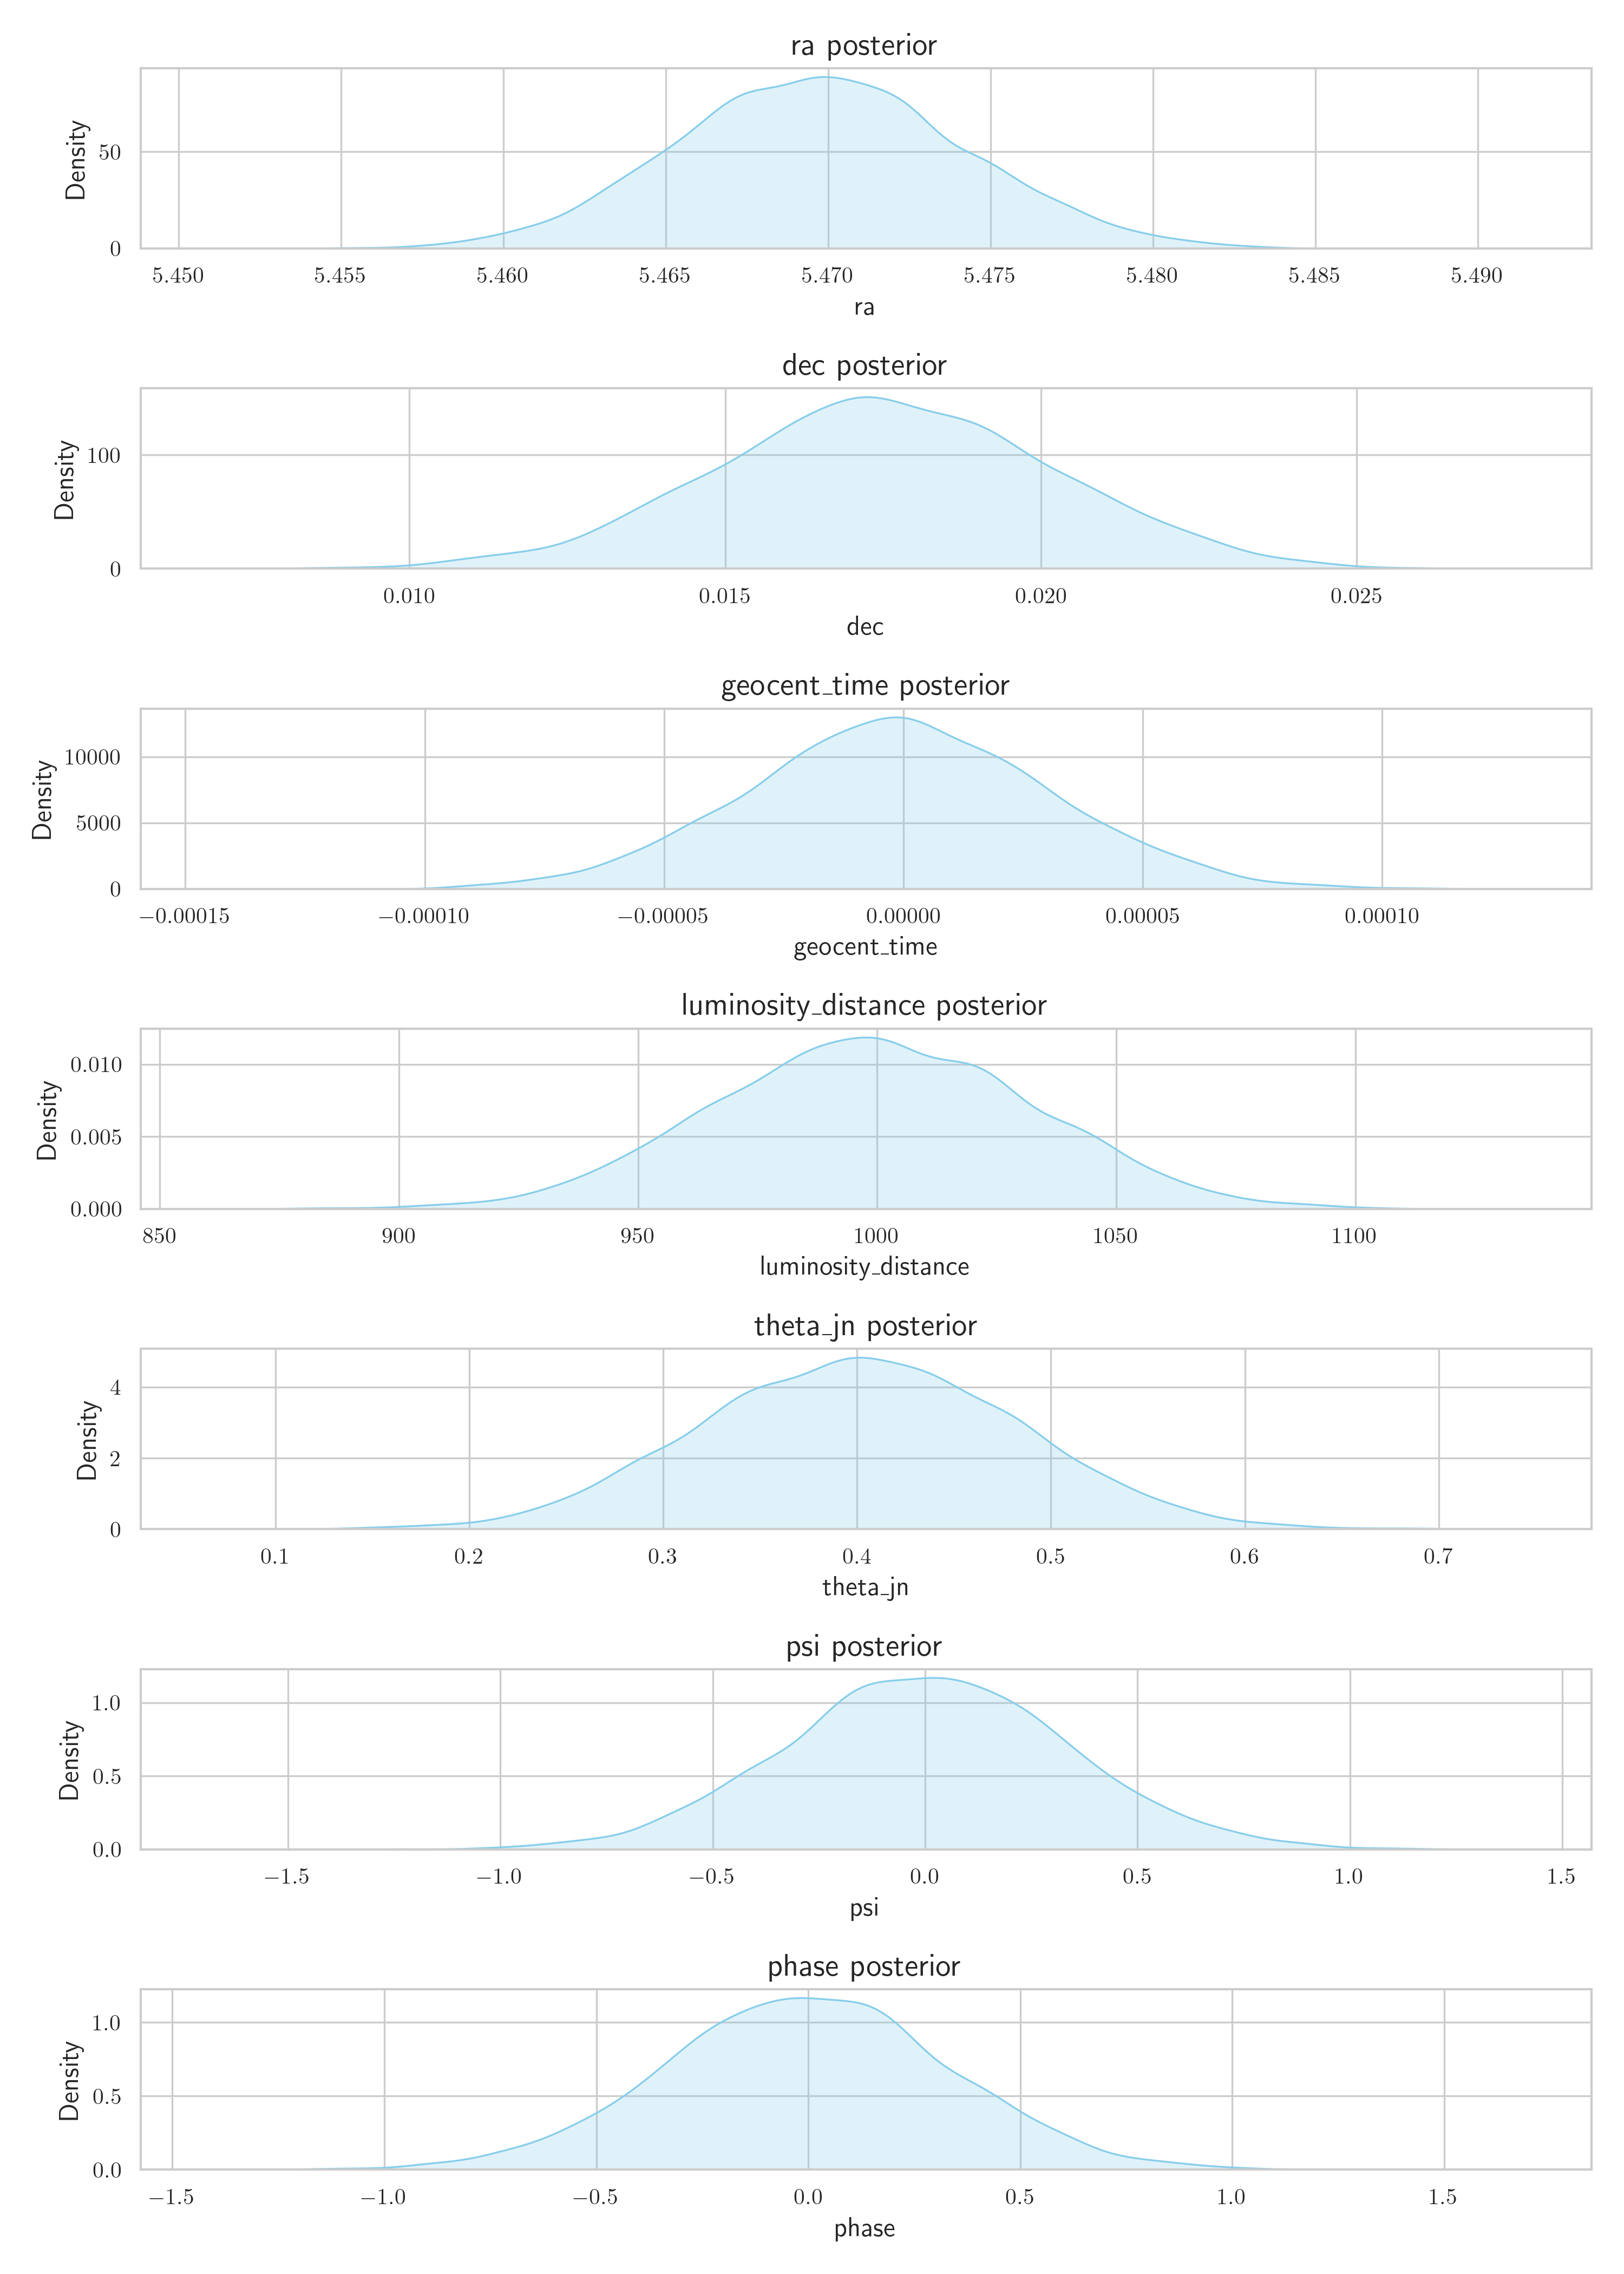 ra posterior
Density
50
0
5.450 5.455 5.460 5.465 5.470 5.475 5.480 5.485 5.490
ra
dec posterior
Density
100
0
0.010 0.015 0.020 0.025
dec
geocent_time posterior
Density
10000
5000
0
−0.00015 −0.00010 −0.00005 0.00000 0.00005 0.00010
geocent_time
luminosity_distance posterior
Density
0.010
0.005
0.000
850 900 950 1000 1050 1100
luminosity_distance
theta_jn posterior
Density
4
2
0
0.1 0.2 0.3 0.4 0.5 0.6 0.7
theta_jn
psi posterior
Density
1.0
0.5
0.0
−1.5 −1.0 −0.5 0.0 0.5 1.0 1.5
psi
phase posterior
Density
1.0
0.5
0.0
−1.5 −1.0 −0.5 0.0 0.5 1.0 1.5
phase